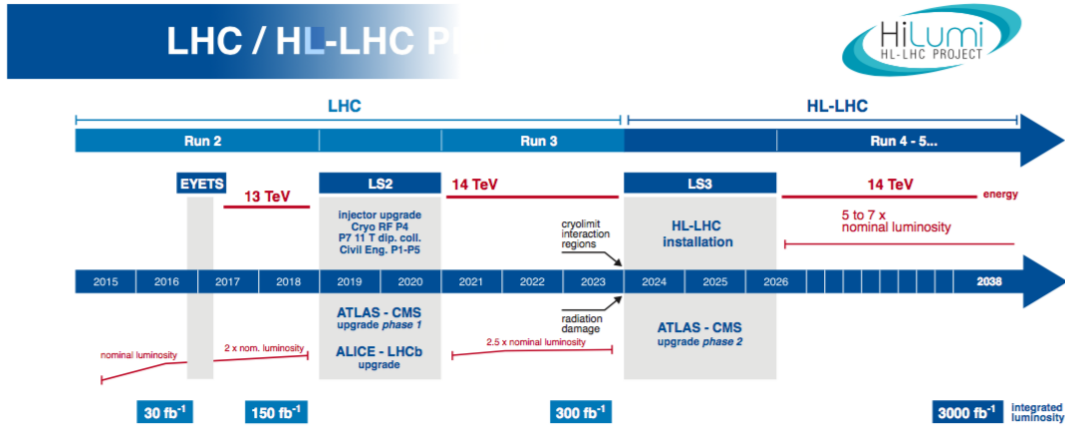 LHC / HL-LHC P
HiLumi
HL-LHC PROJECT
LHC
HL-LHC
Run 2
Run 3
Run 4 - 5...
EYETS
13 TeV
LS2
14 TeV
LS3
14 TeV
energy
injector upgrade
Cryo RF P4
P7 11 T dip. coll.
Civil Eng. P1-P5
cryolimit
interaction
regions
HL-LHC
installation
5 to 7 x
nominal luminosity
2015 2016 2017 2018 2019 2020 2021 2022 2023 2024 2025 2026 2038
ATLAS - CMS
upgrade phase 1
ALICE - LHCb
upgrade
radiation
damage
ATLAS - CMS
upgrade phase 2
nominal luminosity
2 x nom. luminosity
2.5 x nominal luminosity
30 fb⁻¹
150 fb⁻¹
300 fb⁻¹
3000 fb⁻¹
integrated
luminosity